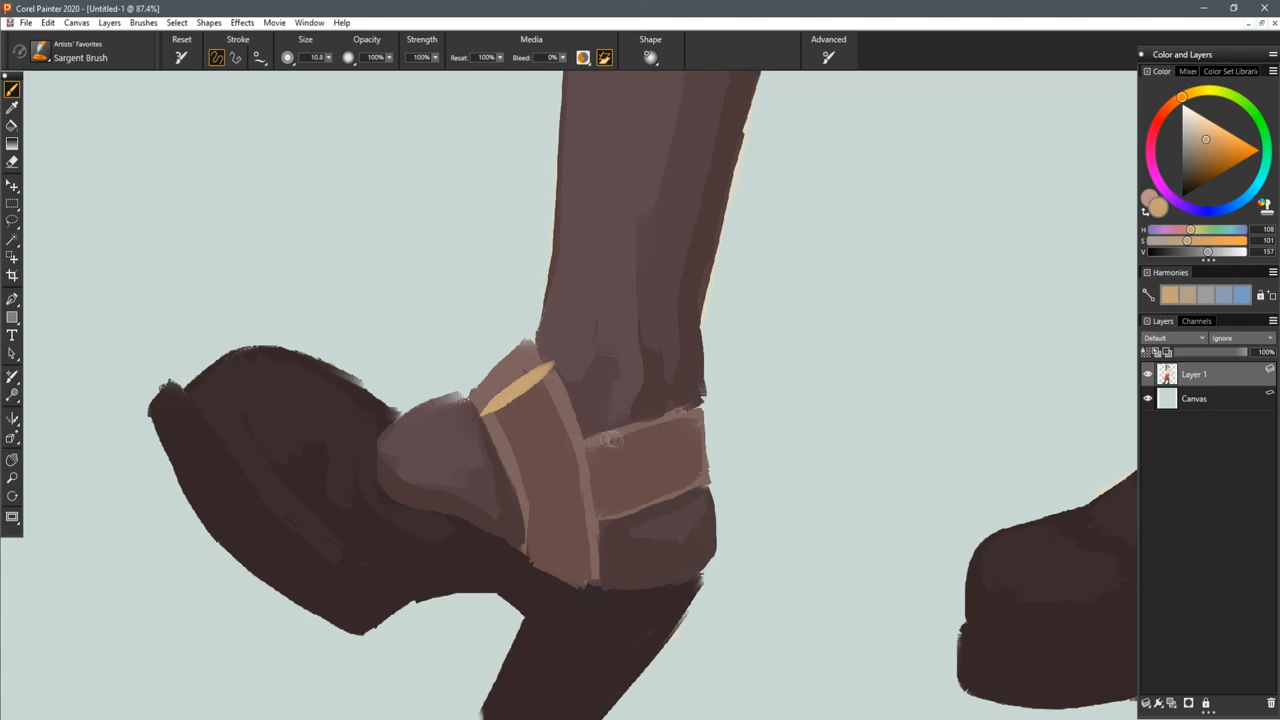 Corel Painter 2020 - [Untitled-1 @ 87.4%]
File Edit Canvas Layers Brushes Select Shapes Effects Movie Window Help
Artists' Favorites
Sargent Brush
Reset Stroke Size Opacity Strength Media Shape Advanced
10.8 100% 100% Reset: 100% Bleed: 0%
Color and Layers
Color Mixer Color Set Librarie
H 108
S 101
V 157
Harmonies
Layers Channels
Default Ignore
100%
Layer 1
Canvas